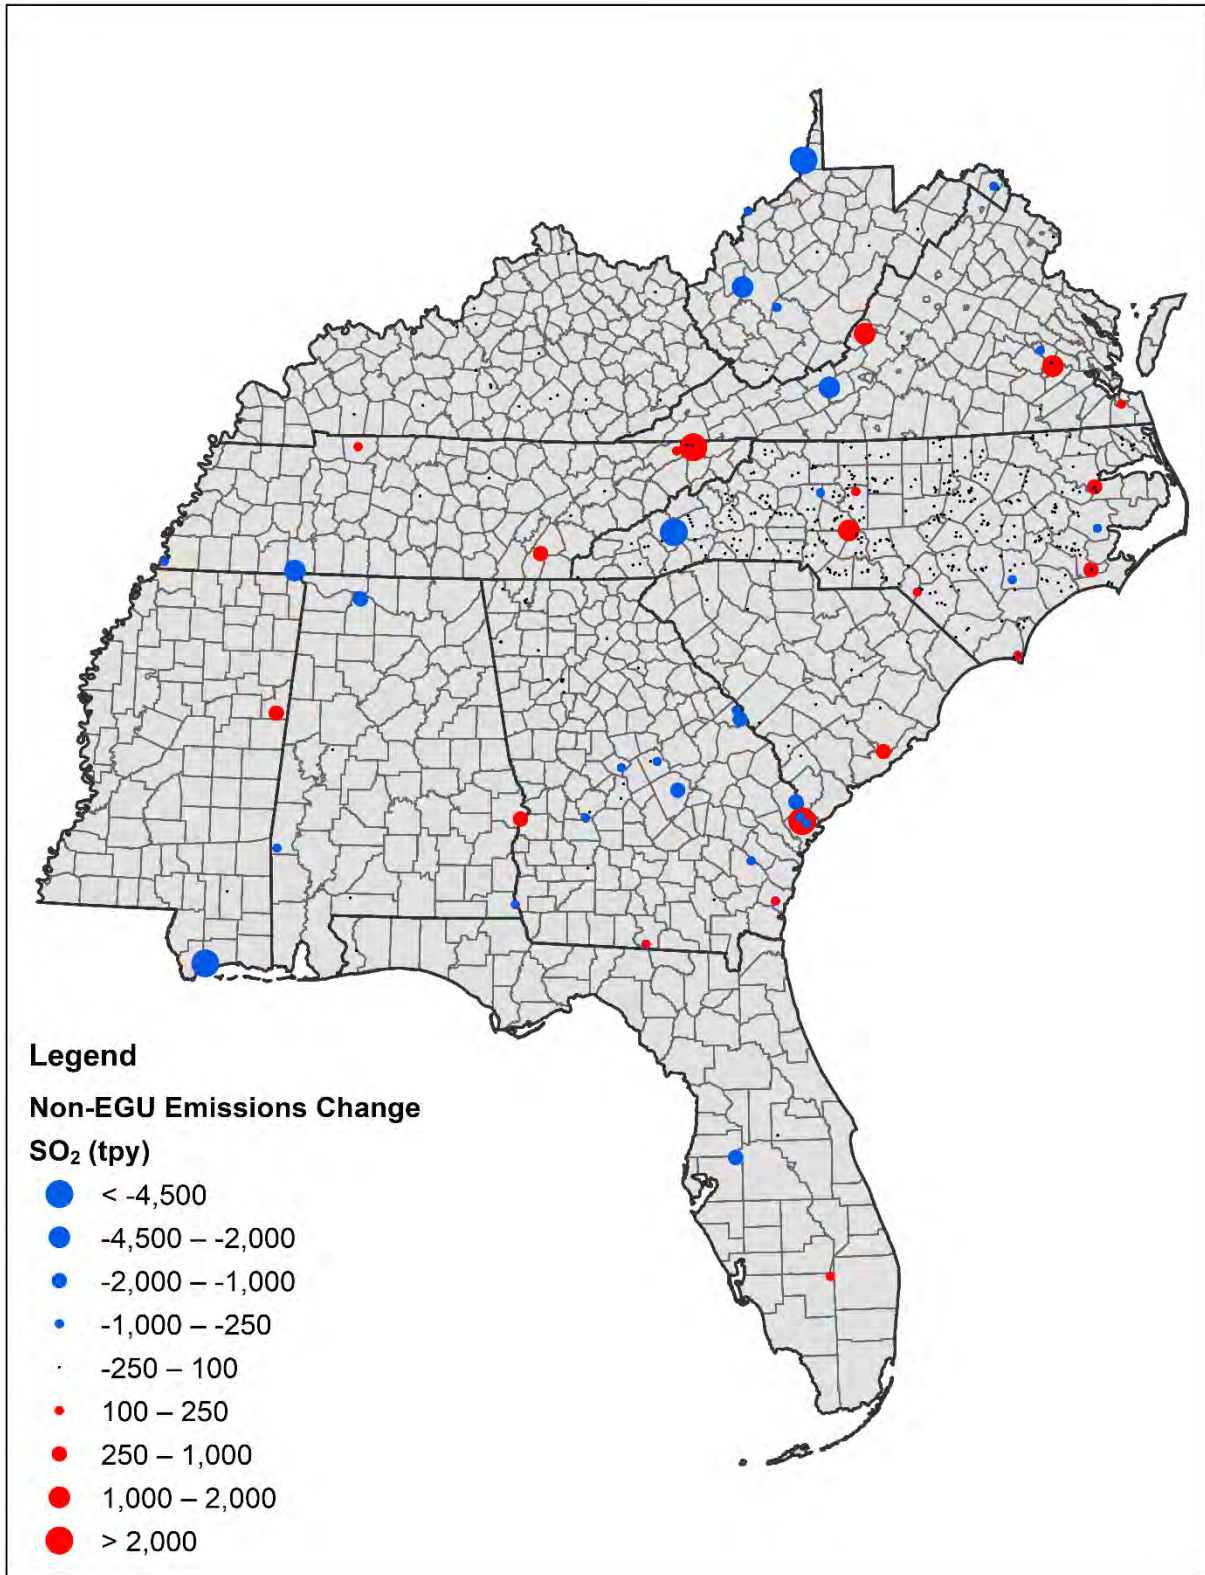 Legend
Non-EGU Emissions Change
SO₂ (tpy)
< -4,500
-4,500 – -2,000
-2,000 – -1,000
-1,000 – -250
-250 – 100
100 – 250
250 – 1,000
1,000 – 2,000
> 2,000